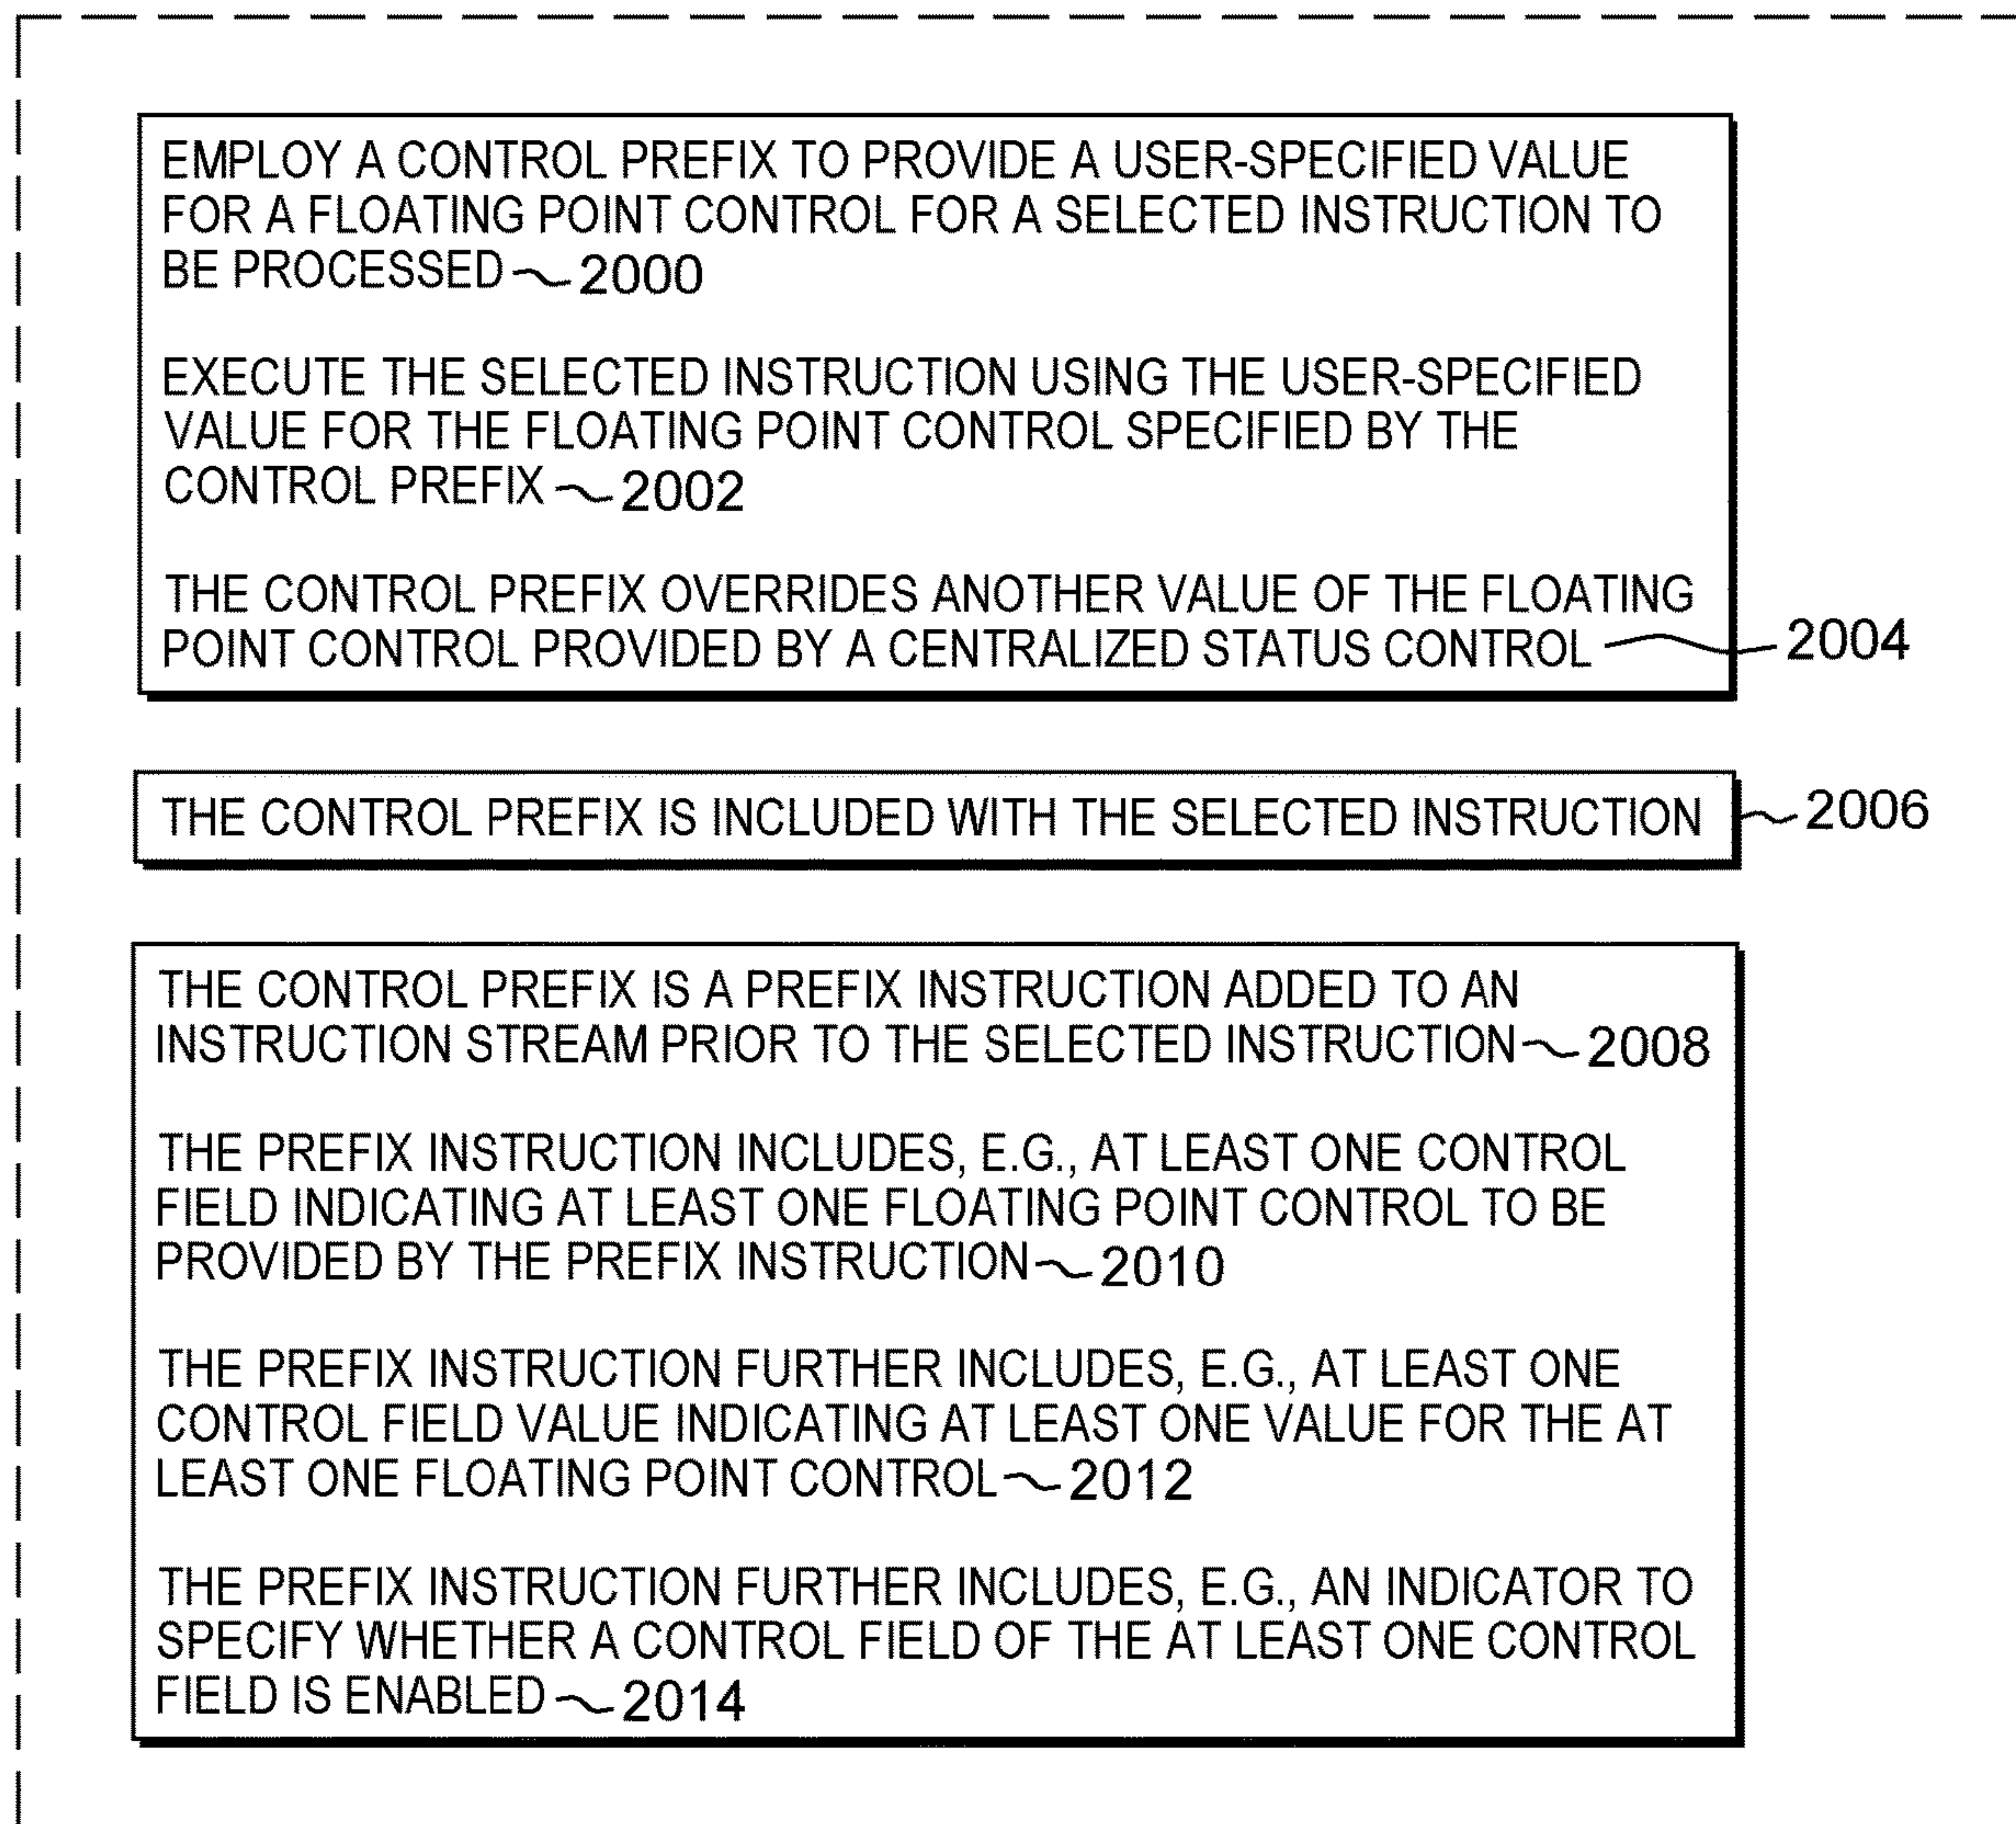 EMPLOY A CONTROL PREFIX TO PROVIDE A USER-SPECIFIED VALUE
FOR A FLOATING POINT CONTROL FOR A SELECTED INSTRUCTION TO
BE PROCESSED 2000
EXECUTE THE SELECTED INSTRUCTION USING THE USER-SPECIFIED
VALUE FOR THE FLOATING POINT CONTROL SPECIFIED BY THE
CONTROL PREFIX 2002
THE CONTROL PREFIX OVERRIDES ANOTHER VALUE OF THE FLOATING
POINT CONTROL PROVIDED BY A CENTRALIZED STATUS CONTROL 2004
THE CONTROL PREFIX IS INCLUDED WITH THE SELECTED INSTRUCTION 2006
THE CONTROL PREFIX IS A PREFIX INSTRUCTION ADDED TO AN
INSTRUCTION STREAM PRIOR TO THE SELECTED INSTRUCTION 2008
THE PREFIX INSTRUCTION INCLUDES, E.G., AT LEAST ONE CONTROL
FIELD INDICATING AT LEAST ONE FLOATING POINT CONTROL TO BE
PROVIDED BY THE PREFIX INSTRUCTION 2010
THE PREFIX INSTRUCTION FURTHER INCLUDES, E.G., AT LEAST ONE
CONTROL FIELD VALUE INDICATING AT LEAST ONE VALUE FOR THE AT
LEAST ONE FLOATING POINT CONTROL 2012
THE PREFIX INSTRUCTION FURTHER INCLUDES, E.G., AN INDICATOR TO
SPECIFY WHETHER A CONTROL FIELD OF THE AT LEAST ONE CONTROL
FIELD IS ENABLED 2014